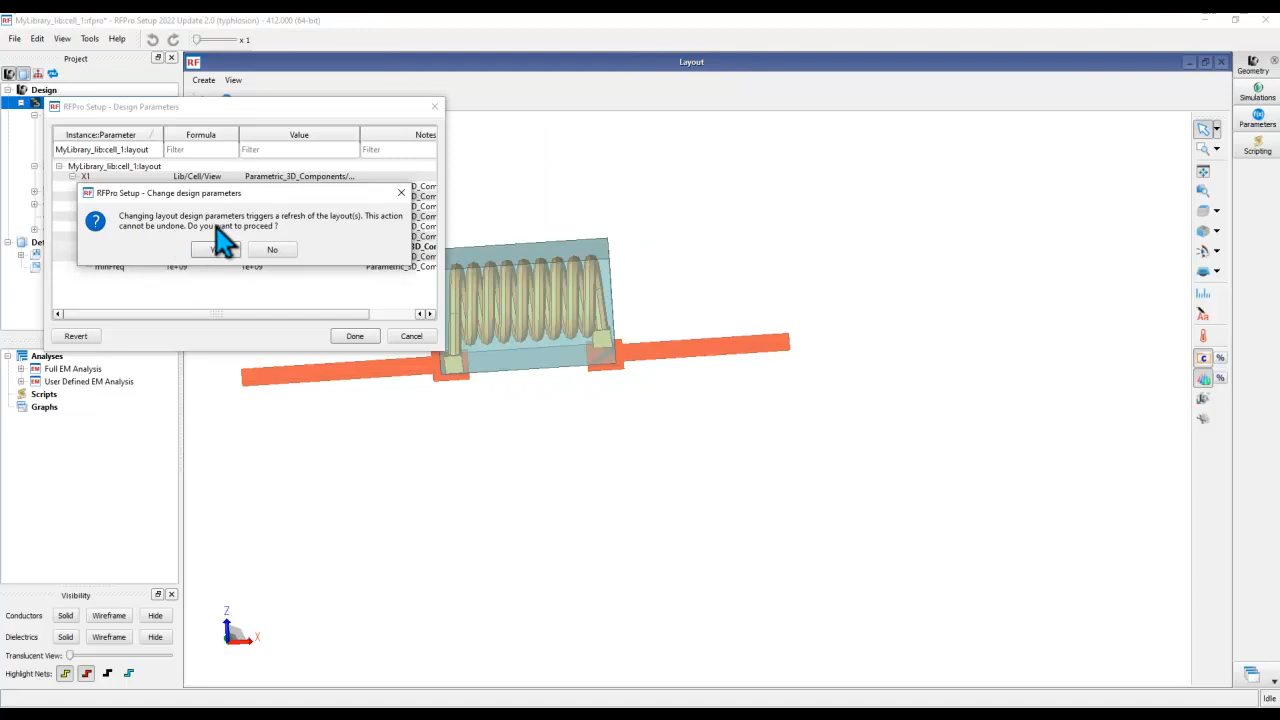 MyLibrary_lib:cell_1:rfpro* - RFPro Setup 2022 Update 2.0 (typhlosion) - 412.000 (64-bit)
File Edit View Tools Help
x 1
Project
Design
Layout
Create View
RFPro Setup - Design Parameters
Instance::Parameter Formula Value Notes
MyLibrary_lib:cell_1:layout Filter Filter Filter
MyLibrary_lib:cell_1:layout
X1 Lib/Cell/View Parametric_3D_Components/...
RFPro Setup - Change design parameters
Changing layout design parameters triggers a refresh of the layout(s). This action
cannot be undone. Do you want to proceed ?
No
minFreq 1e+09 1e+09
Revert Done Cancel
Analyses
Full EM Analysis
User Defined EM Analysis
Scripts
Graphs
Visibility
Conductors Solid Wireframe Hide
Dielectrics Solid Wireframe Hide
Translucent View:
Highlight Nets:
Z
X
Geometry
Simulations
Parameters
Scripting
Idle